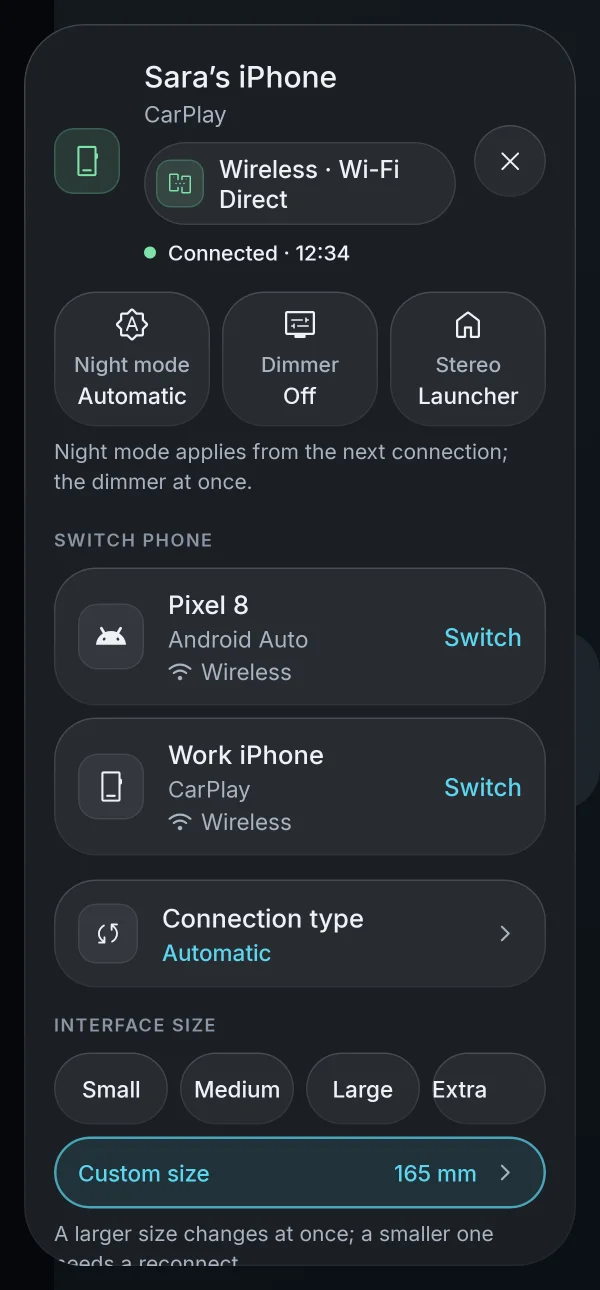 Sara’s iPhone
CarPlay
Wireless · Wi-Fi
Direct
Connected · 12:34
Night mode
Automatic
Dimmer
Off
Stereo
Launcher
Night mode applies from the next connection;
the dimmer at once.
SWITCH PHONE
Pixel 8
Android Auto
Wireless
Switch
Work iPhone
CarPlay
Wireless
Switch
Connection type
Automatic
INTERFACE SIZE
Small
Medium
Large
Extra
Custom size
165 mm
A larger size changes at once; a smaller one
needs a reconnect